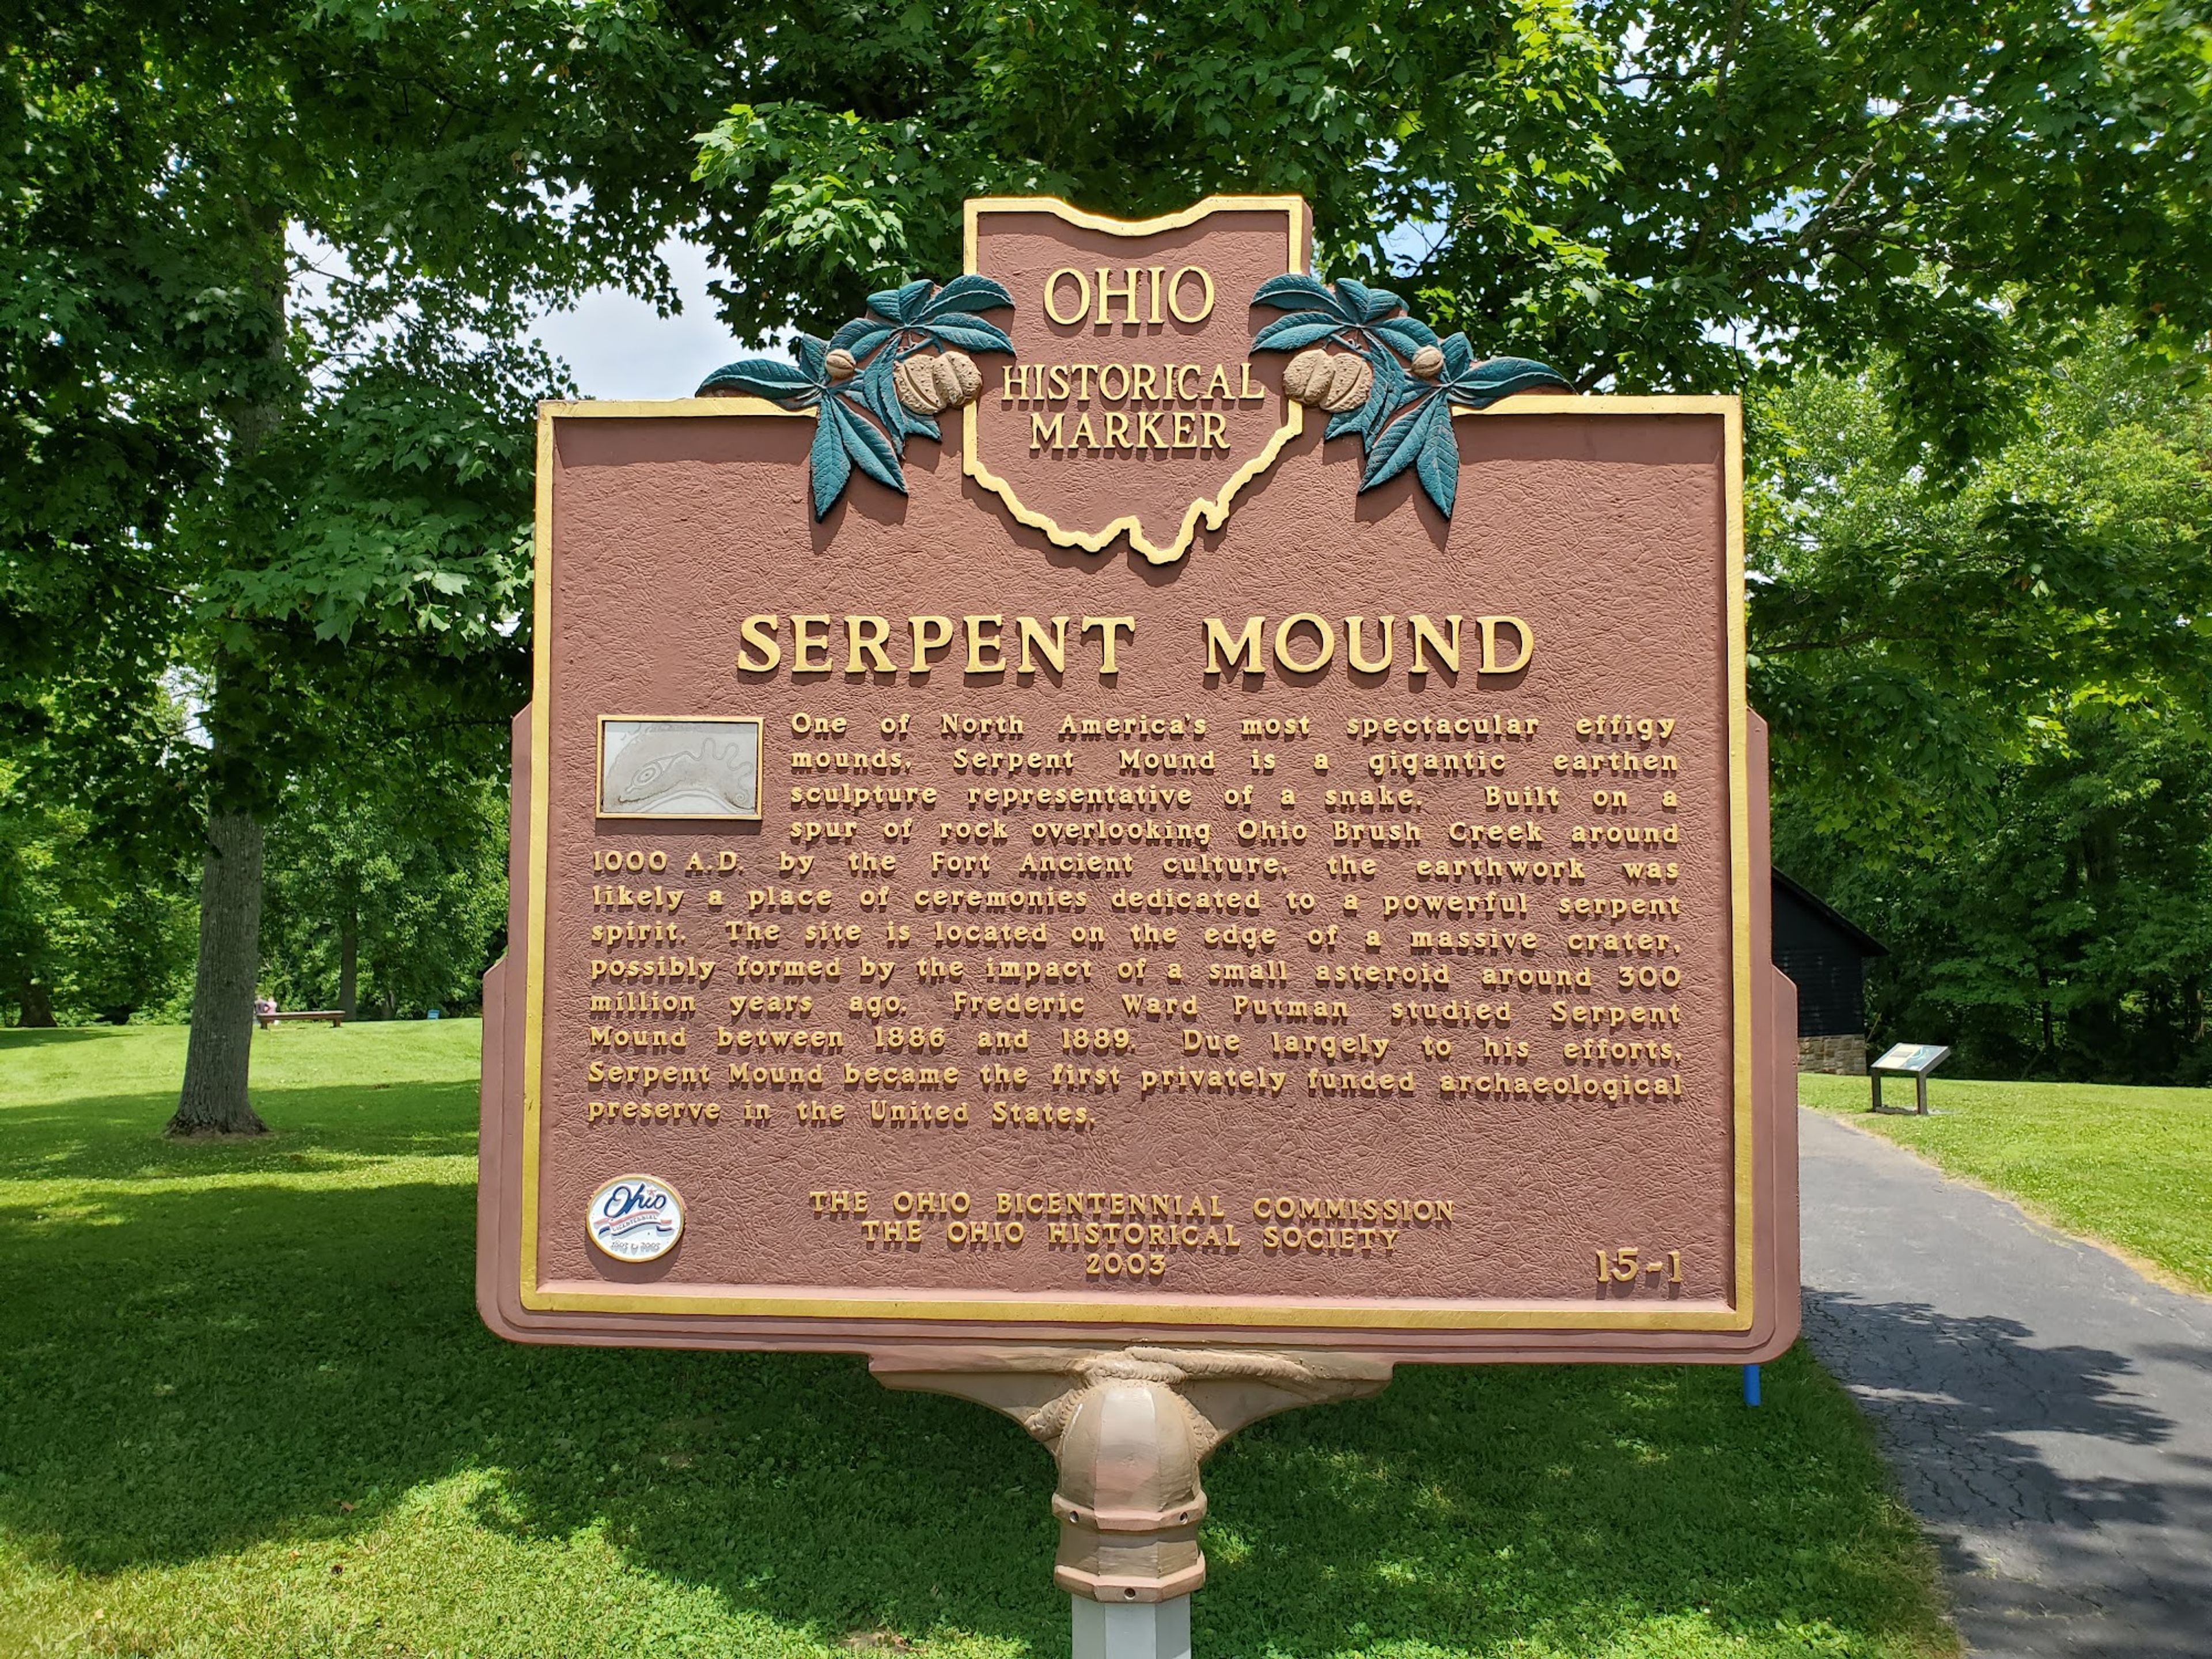 OHIO
HISTORICAL
MARKER
SERPENT MOUND
One of North America's most spectacular effigy
mounds, Serpent Mound is a gigantic earthen
sculpture representative of a snake. Built on a
spur of rock overlooking Ohio Brush Creek around
1000 A.D. by the Fort Ancient culture, the earthwork was
likely a place of ceremonies dedicated to a powerful serpent
spirit. The site is located on the edge of a massive crater,
possibly formed by the impact of a small asteroid around 300
million years ago. Frederic Ward Putman studied Serpent
Mound between 1886 and 1889. Due largely to his efforts,
Serpent Mound became the first privately funded archaeological
preserve in the United States.
Ohio
BICENTENNIAL
THE OHIO BICENTENNIAL COMMISSION
THE OHIO HISTORICAL SOCIETY
2003
15-1